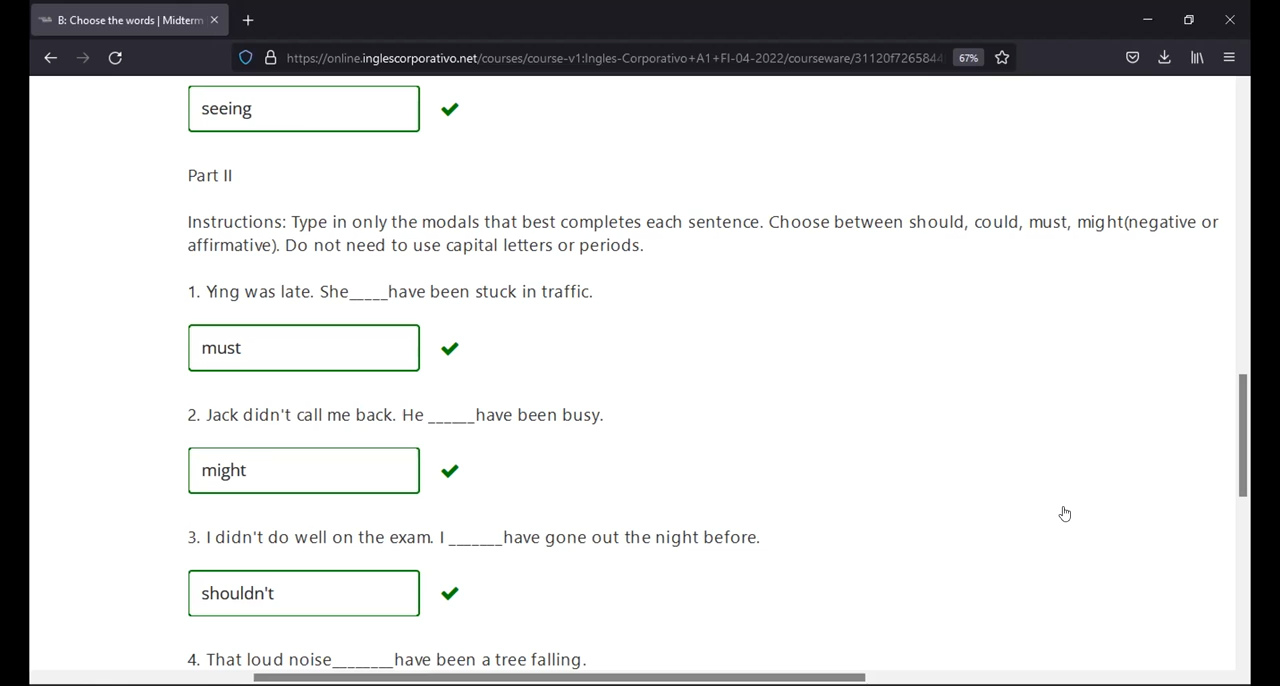 B: Choose the words | Midterm
https://online.inglescorporativo.net/courses/course-v1:Ingles-Corporativo+A1+FI-04-2022/courseware/31120f7265844
67%
seeing
Part II
Instructions: Type in only the modals that best completes each sentence. Choose between should, could, must, might(negative or
affirmative). Do not need to use capital letters or periods.
1. Ying was late. She_____have been stuck in traffic.
must
2. Jack didn't call me back. He ______have been busy.
might
3. I didn't do well on the exam. I _______have gone out the night before.
shouldn't
4. That loud noise________have been a tree falling.